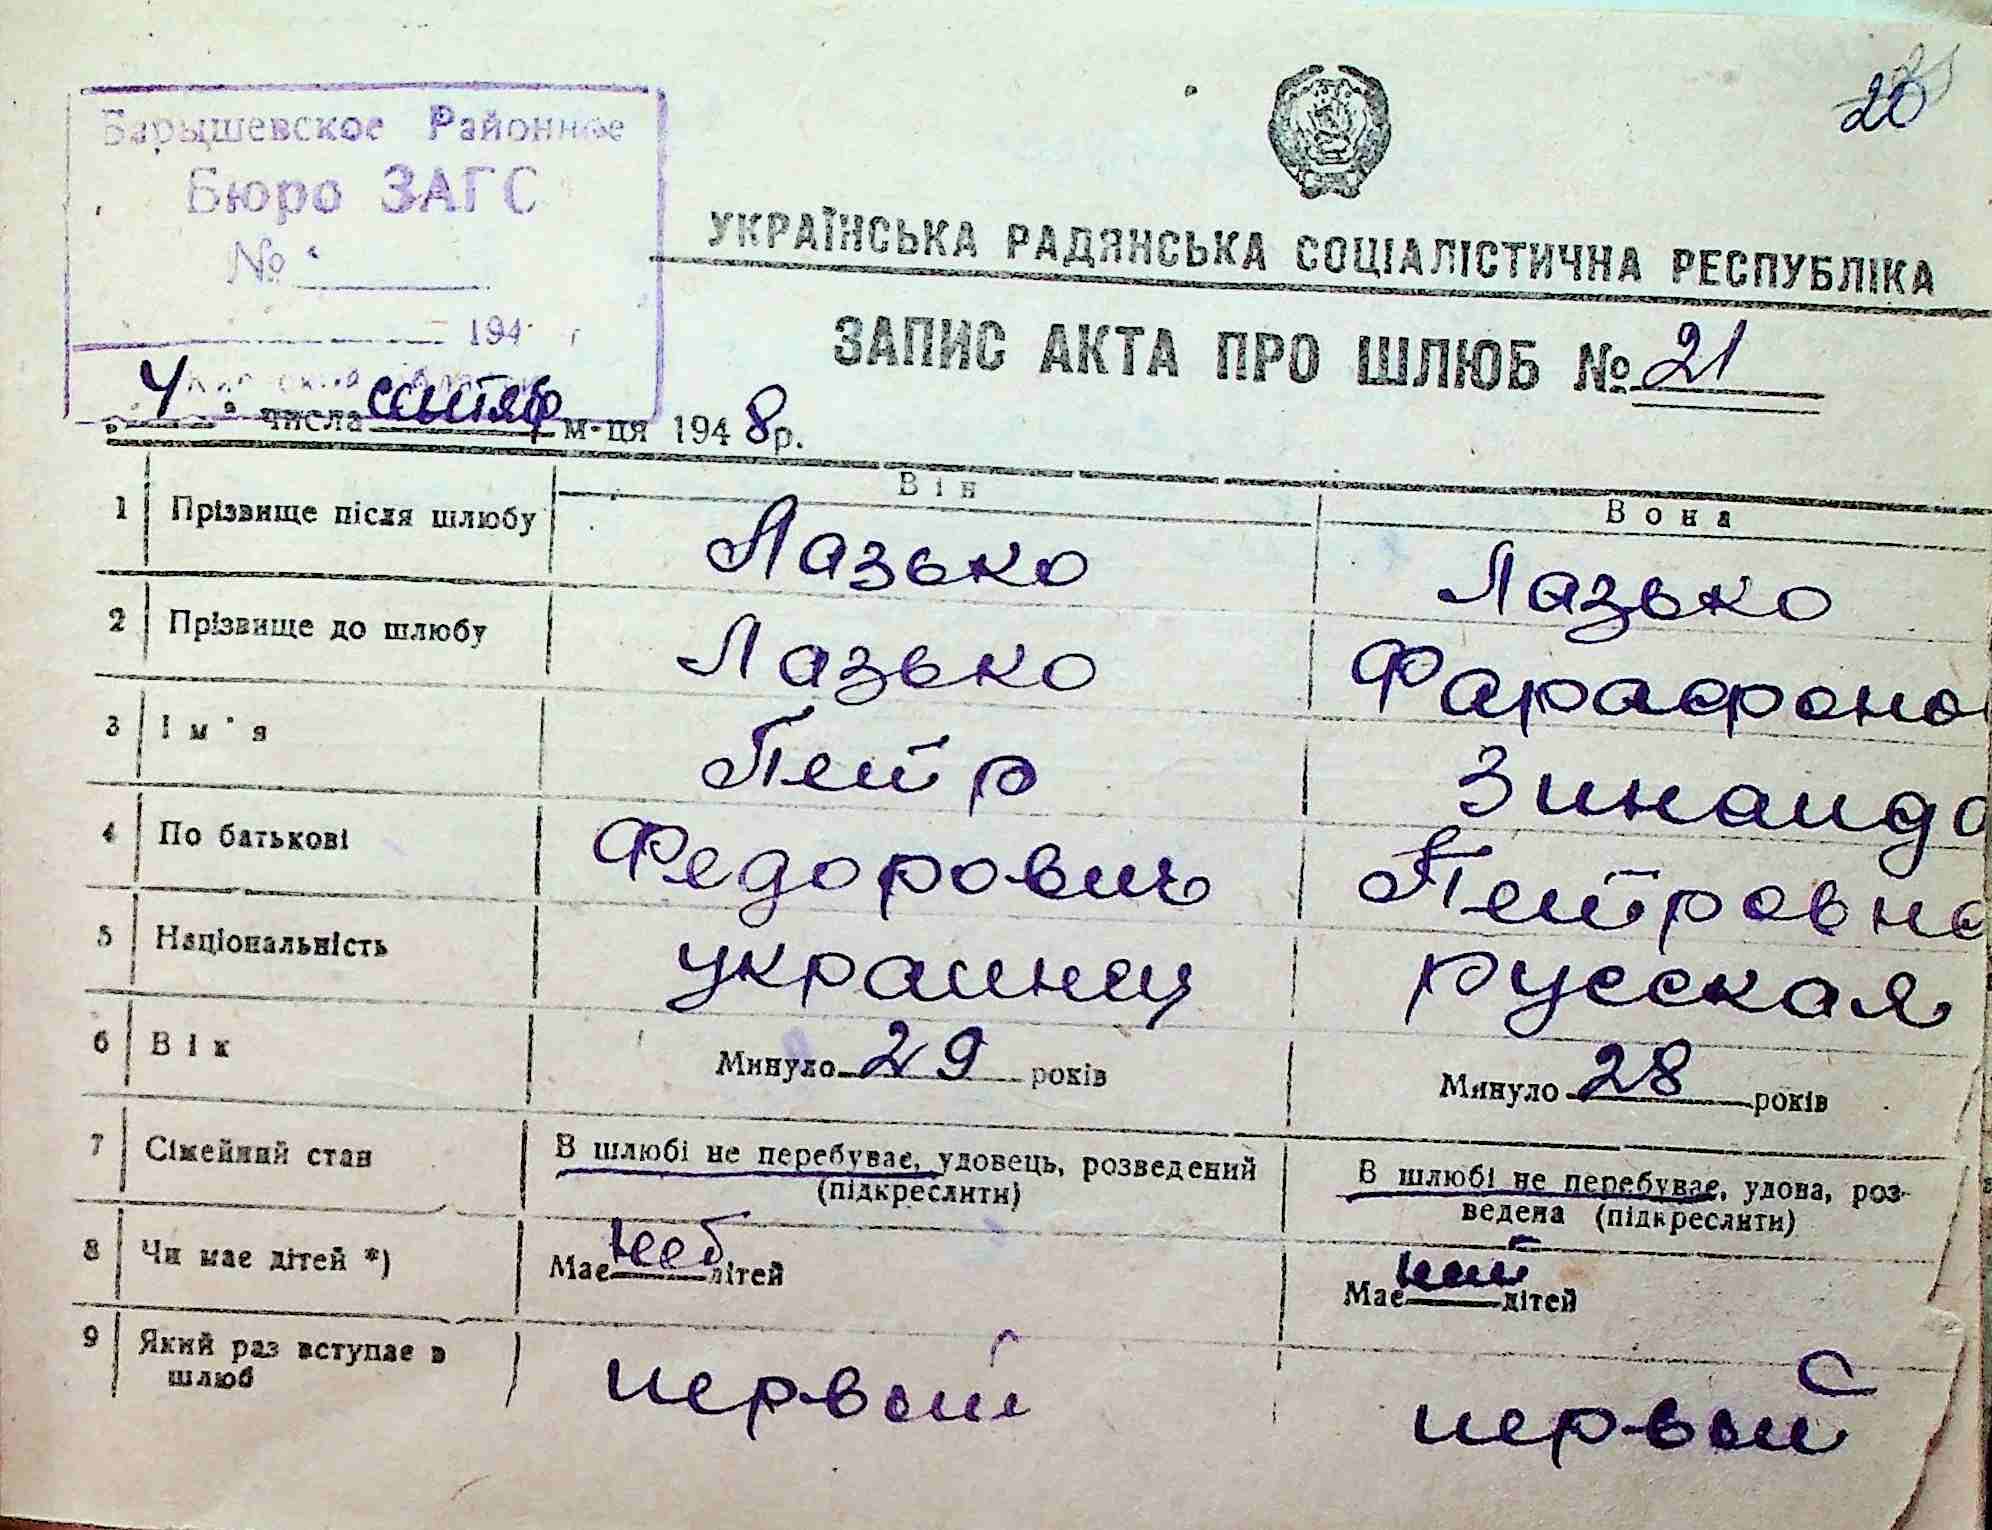 20
Барышевское Районное
Бюро ЗАГС
№
194
УКРАЇНСЬКА РАДЯНСЬКА СОЦІАЛІСТИЧНА РЕСПУБЛІКА
ЗАПИС АКТА ПРО ШЛЮБ № 21
4 числа сентяб м-ця 1948 р.
Він Вона
1 Прізвище після шлюбу Лазько Лазько
2 Прізвище до шлюбу Лазько Фарафоно
3 Ім'я Петр Зинаида
4 По батькові Федорович Петровна
5 Національність украинец русская
6 Вік Минуло 29 років Минуло 28 років
7 Сімейний стан В шлюбі не перебуває, удовець, розведений (підкреслити) В шлюбі не перебуває, удова, роз-
ведена (підкреслити)
8 Чи має дітей *) Має дітей Має нет дітей
9 Який раз вступає в
шлюб первый первый